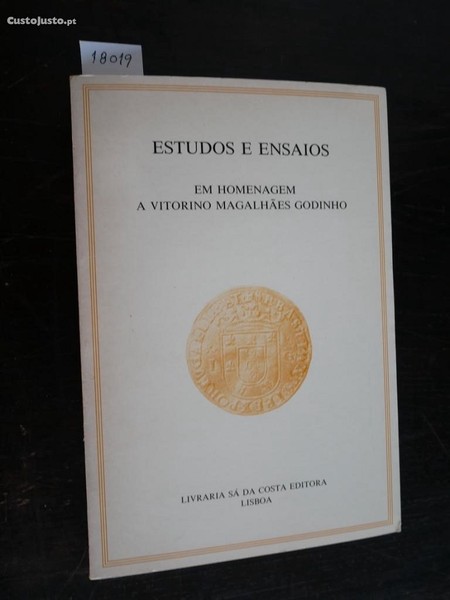 CustoJusto.pt
18019
ESTUDOS E ENSAIOS
EM HOMENAGEM
A VITORINO MAGALHÃES GODINHO
LIVRARIA SÁ DA COSTA EDITORA
LISBOA